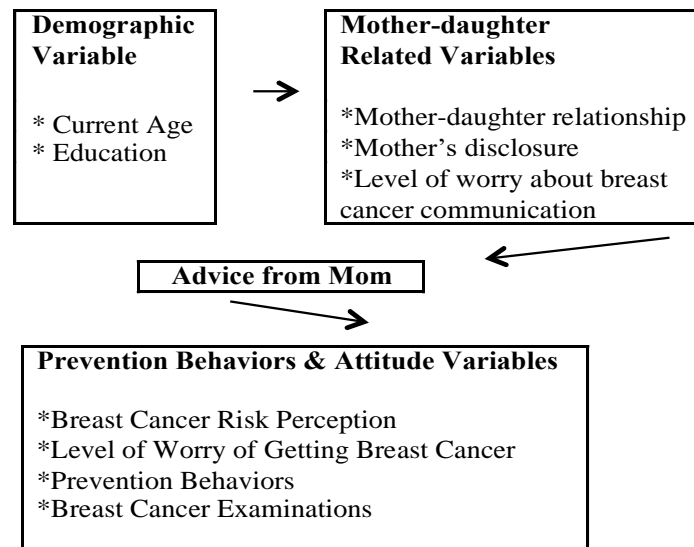 Demographic
Variable
* Current Age
* Education
Mother-daughter
Related Variables
*Mother-daughter relationship
*Mother’s disclosure
*Level of worry about breast
cancer communication
Advice from Mom
Prevention Behaviors & Attitude Variables
*Breast Cancer Risk Perception
*Level of Worry of Getting Breast Cancer
*Prevention Behaviors
*Breast Cancer Examinations